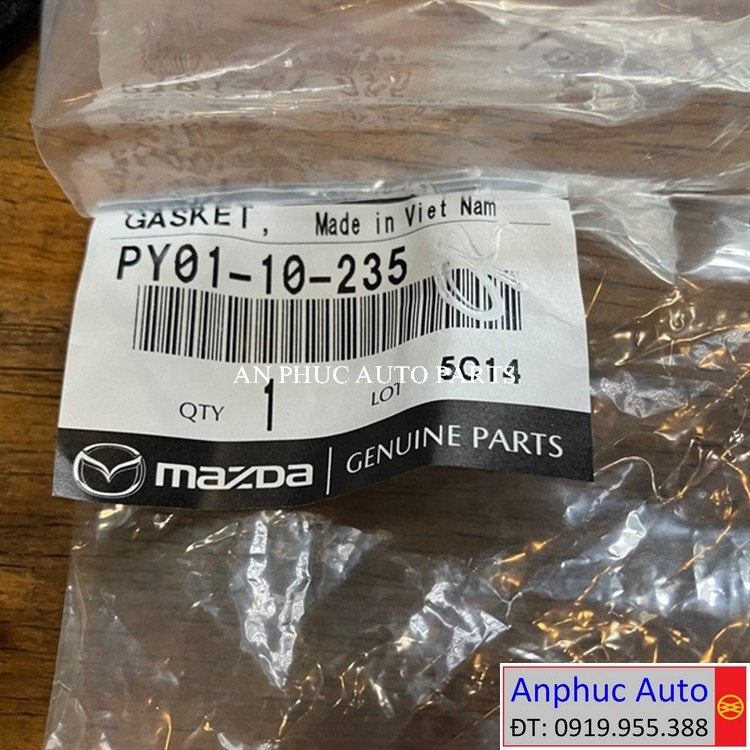 GASKET, Made in Viet Nam
PY01-10-235
AN PHUC AUTO PARTS
QTY 1 LOT 5G14
mazda GENUINE PARTS
Anphuc Auto
ĐT: 0919.955.388